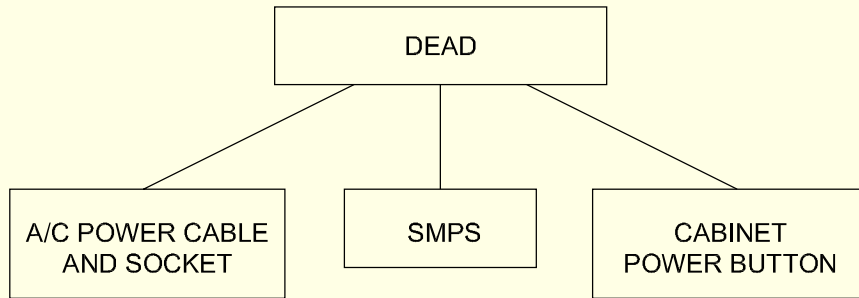 DEAD
A/C POWER CABLE
AND SOCKET
SMPS
CABINET
POWER BUTTON